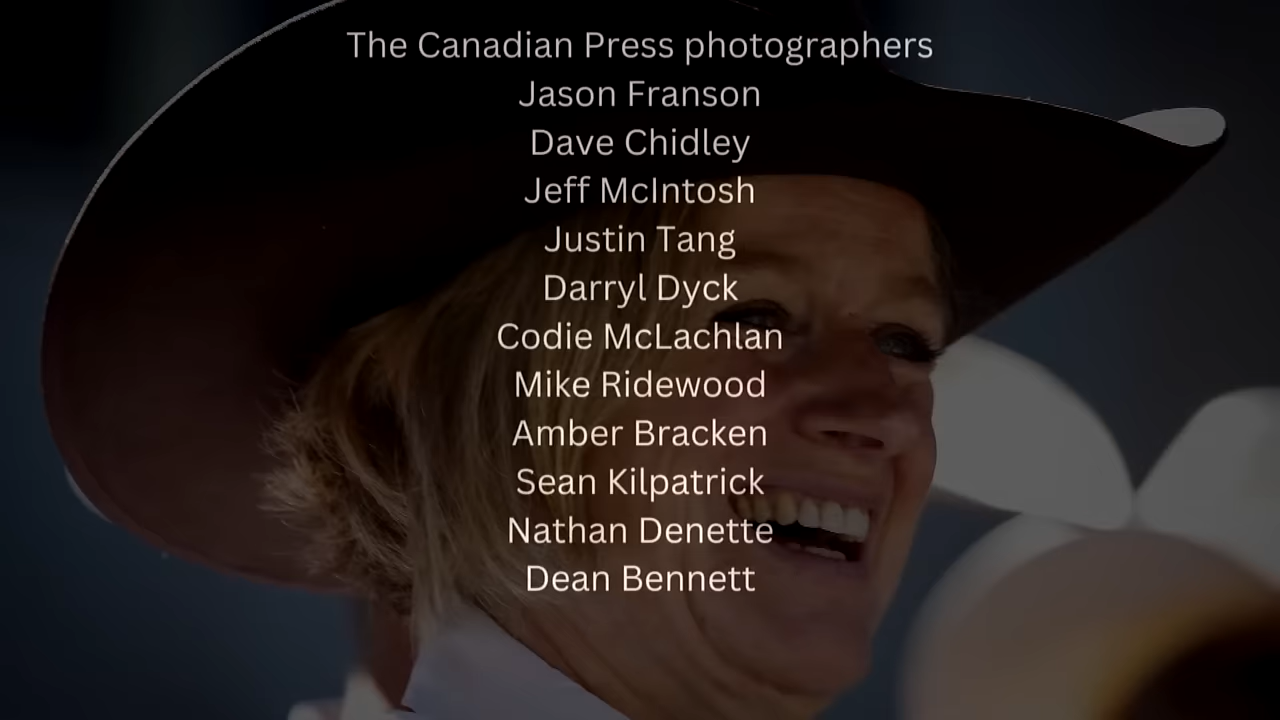 The Canadian Press photographers
Jason Franson
Dave Chidley
Jeff McIntosh
Justin Tang
Darryl Dyck
Codie McLachlan
Mike Ridewood
Amber Bracken
Sean Kilpatrick
Nathan Denette
Dean Bennett